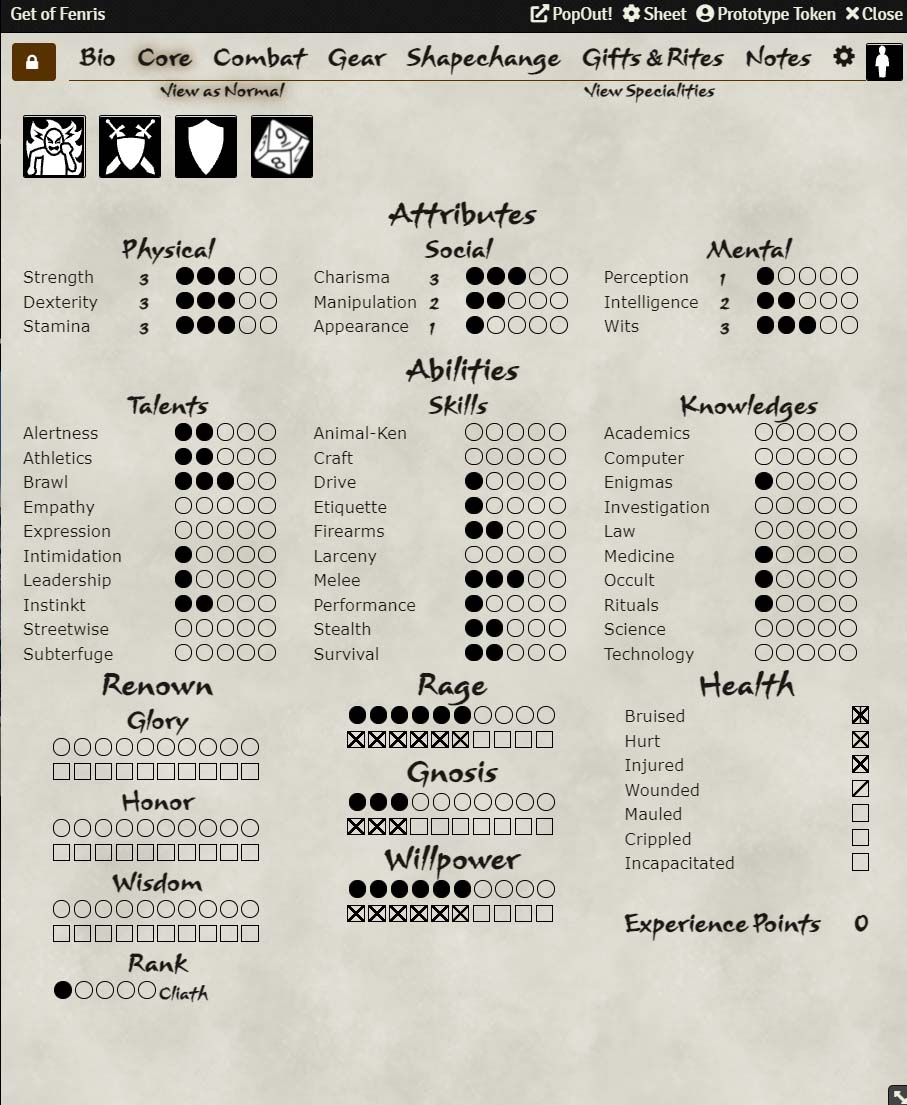 Get of Fenris PopOut! Sheet Prototype Token Close
Bio Core Combat Gear Shapechange Gifts & Rites Notes
View as Normal View Specialities
9 8
Attributes
Physical Social Mental
Strength 3 Charisma 3 Perception 1
Dexterity 3 Manipulation 2 Intelligence 2
Stamina 3 Appearance 1 Wits 3
Abilities
Talents Skills Knowledges
Alertness Animal-Ken Academics
Athletics Craft Computer
Brawl Drive Enigmas
Empathy Etiquette Investigation
Expression Firearms Law
Intimidation Larceny Medicine
Leadership Melee Occult
Instinkt Performance Rituals
Streetwise Stealth Science
Subterfuge Survival Technology
Renown Rage Health
Glory Bruised
Hurt
Gnosis Injured
Wounded
Honor Mauled
Crippled
Willpower Incapacitated
Wisdom
Experience Points 0
Rank
Cliath